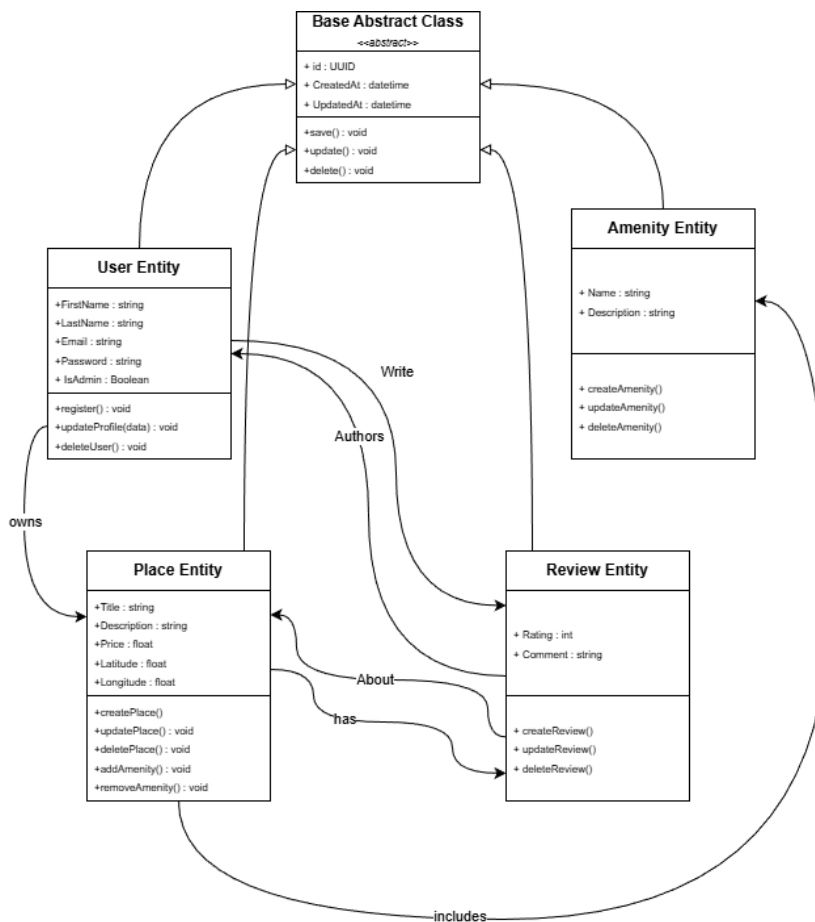 Base Abstract Class
<<abstract>>
+ id : UUID
+ CreatedAt : datetime
+ UpdatedAt : datetime
+save() : void
+update() : void
+delete() : void
User Entity
+FirstName : string
+LastName : string
+Email : string
+Password : string
+ IsAdmin : Boolean
+register() : void
+updateProfile(data) : void
+deleteUser() : void
Amenity Entity
+ Name : string
+ Description : string
+ createAmenity()
+ updateAmenity()
+ deleteAmenity()
Write
Authors
owns
Place Entity
+Title : string
+Description : string
+Price : float
+Latitude : float
+Longitude : float
+createPlace()
+updatePlace() : void
+deletePlace() : void
+addAmenity() : void
+removeAmenity() : void
Review Entity
+ Rating : int
+ Comment : string
+ createReview()
+ updateReview()
+ deleteReview()
About
has
includes